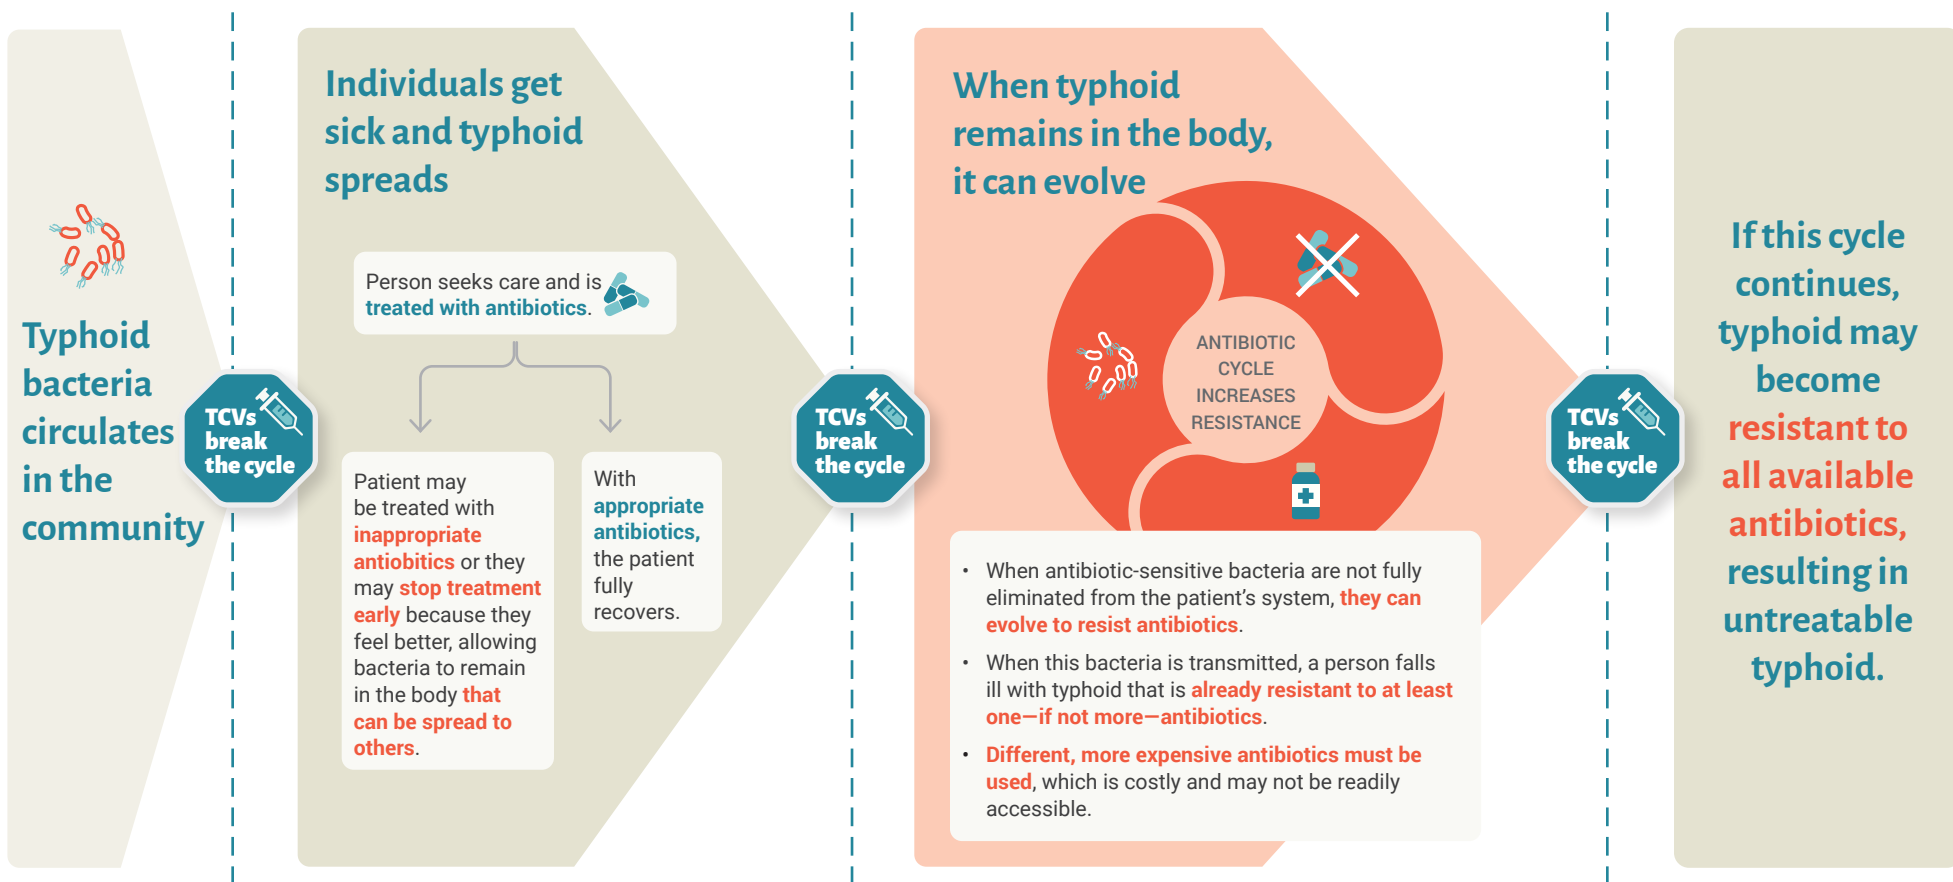 Typhoid
bacteria
circulates
in the
community
TCVs
break
the cycle
Individuals get
sick and typhoid
spreads
Person seeks care and is
treated with antibiotics.
Patient may
be treated with
inappropriate
antiobitics or they
may stop treatment
early because they
feel better, allowing
bacteria to remain
in the body that
can be spread to
others.
With
appropriate
antibiotics,
the patient
fully
recovers.
TCVs
break
the cycle
When typhoid
remains in the body,
it can evolve
ANTIBIOTIC
CYCLE
INCREASES
RESISTANCE
• When antibiotic-sensitive bacteria are not fully
eliminated from the patient’s system, they can
evolve to resist antibiotics.
• When this bacteria is transmitted, a person falls
ill with typhoid that is already resistant to at least
one—if not more—antibiotics.
• Different, more expensive antibiotics must be
used, which is costly and may not be readily
accessible.
TCVs
break
the cycle
If this cycle
continues,
typhoid may
become
resistant to
all available
antibiotics,
resulting in
untreatable
typhoid.